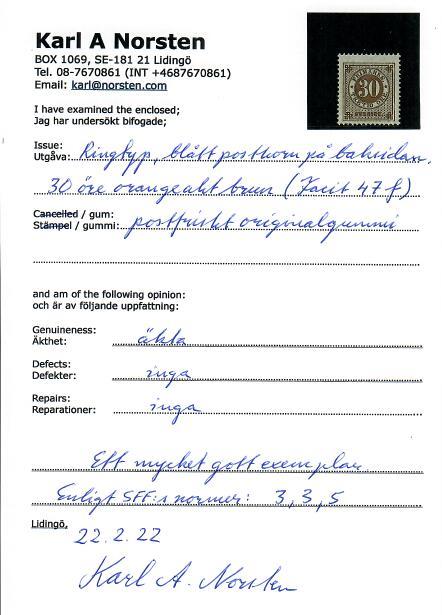 Karl A Norsten
BOX 1069, SE-181 21 Lidingö
Tel. 08-7670861 (INT +4687670861)
Email: karl@norsten.com
I have examined the enclosed;
Jag har undersökt bifogade;
Issue:
Utgåva: Ringtyp, blått posthorn på baksidan,
30 öre orangeakt brun (Facit 47f)
Cancelled / gum:
Stämpel / gummi: postfriskt originalgummi
and am of the following opinion:
och är av följande uppfattning:
Genuineness:
Äkthet: äkta
Defects:
Defekter: inga
Repairs:
Reparationer: inga
Ett mycket gott exemplar
Enligt SFF:s normer: 3, 3, 5
Lidingö, 22.2.22
Karl A. Norsten
30